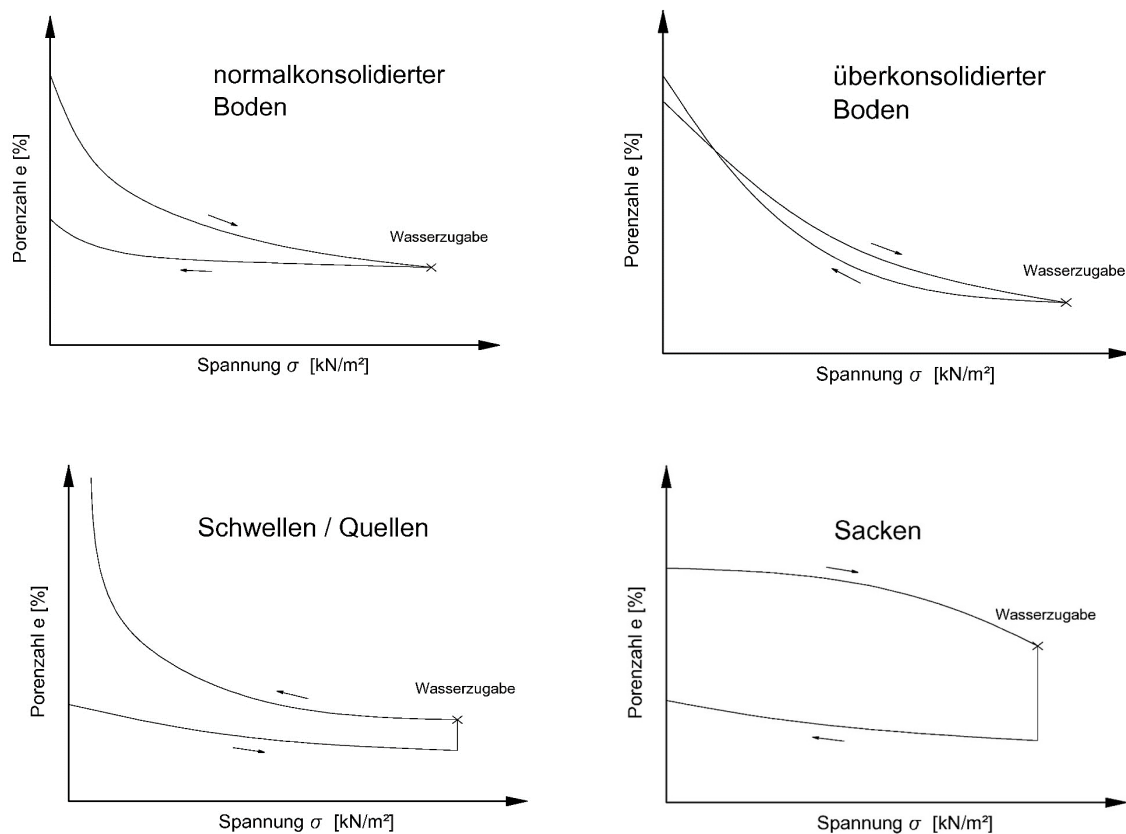 normalkonsolidierter
Boden
Porenzahl e [%]
Wasserzugabe
Spannung σ [kN/m²]
überkonsolidierter
Boden
Porenzahl e [%]
Wasserzugabe
Spannung σ [kN/m²]
Schwellen / Quellen
Porenzahl e [%]
Wasserzugabe
Spannung σ [kN/m²]
Sacken
Porenzahl e [%]
Wasserzugabe
Spannung σ [kN/m²]